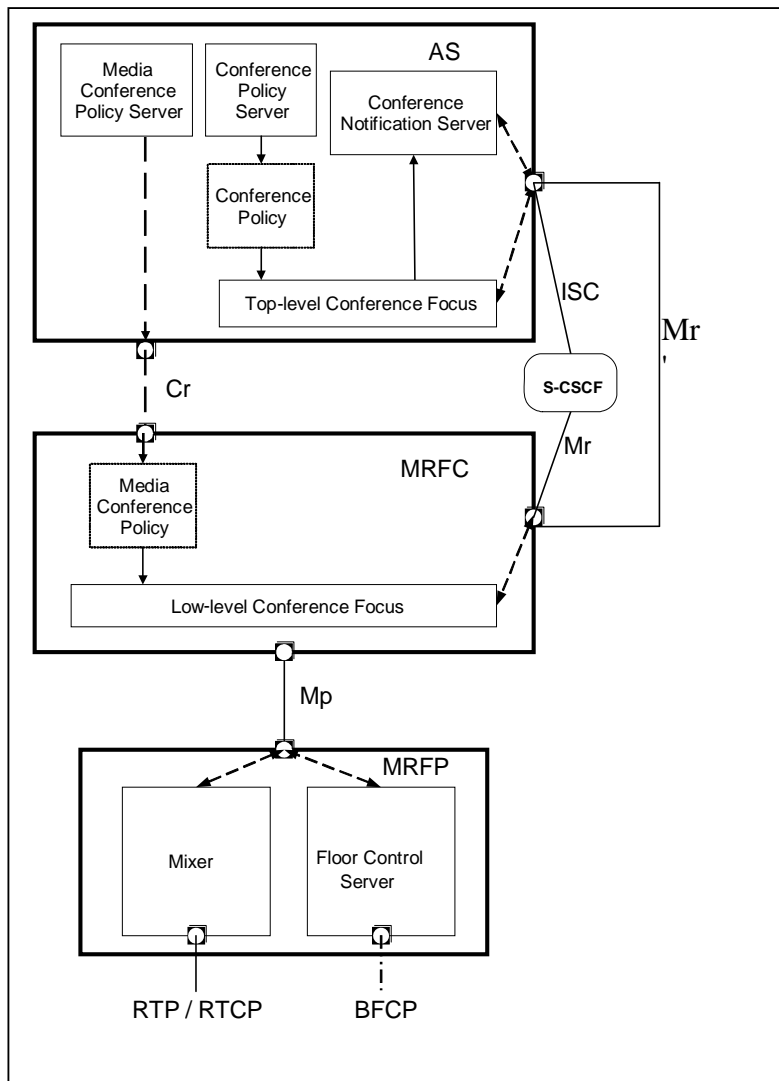 AS
Media
Conference
Policy Server
Conference
Policy
Server
Conference
Notification Server
Conference
Policy
Top-level Conference Focus
ISC
Mr
'
S-CSCF
Cr
Mr
MRFC
Media
Conference
Policy
Low-level Conference Focus
Mp
MRFP
Mixer
Floor Control
Server
RTP / RTCP
BFCP